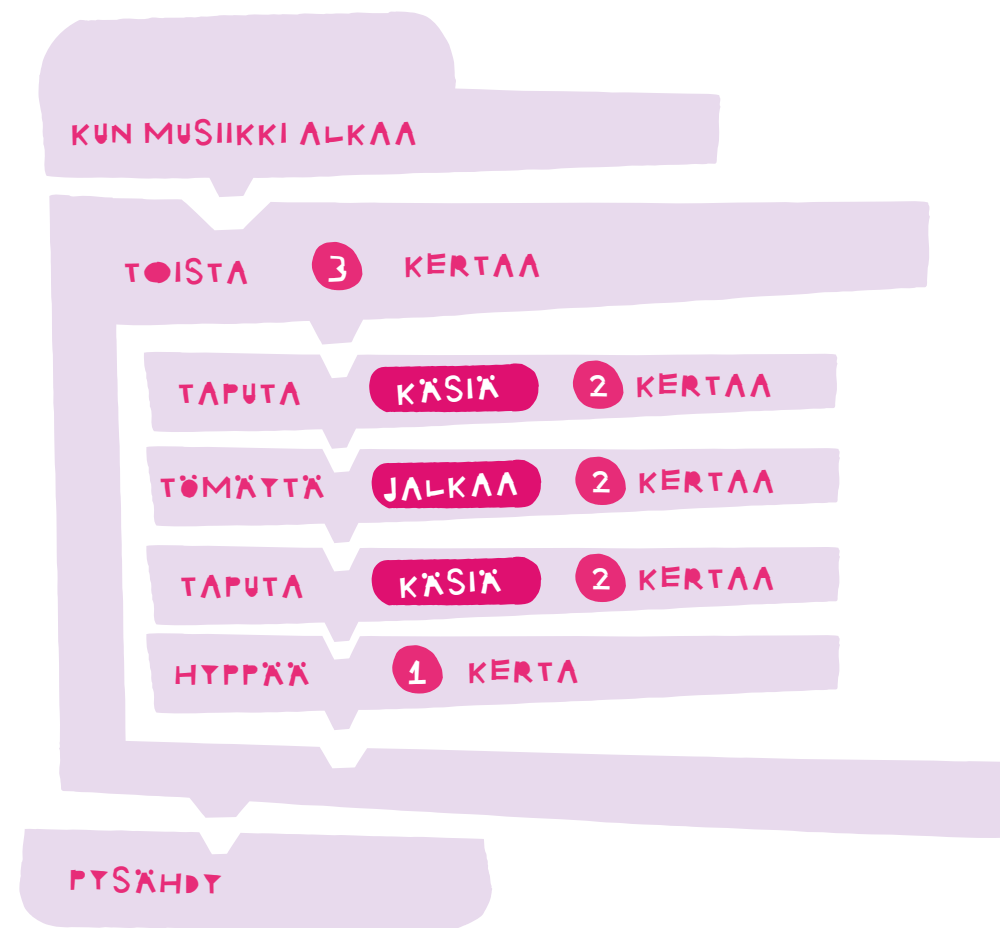 KUN MUSIIKKI ALKAA
TOISTA 3 KERTAA
TAPUTA KÄSIÄ 2 KERTAA
TÖMÄYTÄ JALKAA 2 KERTAA
TAPUTA KÄSIÄ 2 KERTAA
HYPPÄÄ 1 KERTA
PYSÄHDY